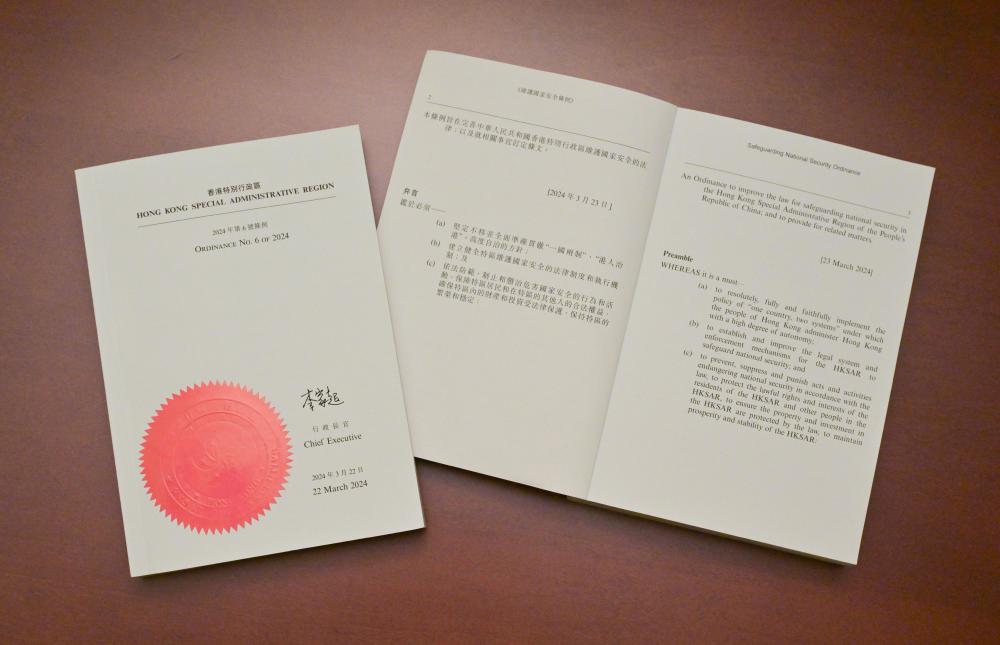 香港特別行政區
HONG KONG SPECIAL ADMINISTRATIVE REGION
2024 年第 6 號條例
ORDINANCE NO. 6 OF 2024
李家超
行政長官
Chief Executive
2024 年 3 月 22 日
22 March 2024
《維護國家安全條例》
2
本條例旨在完善中華人民共和國香港特別行政區維護國家安全的法
律；以及就相關事宜訂定條文。
[2024 年 3 月 23 日]
弁言
鑑於必須——
(a) 堅定不移並全面準確貫徹“一國兩制”、“港人治
港”、高度自治的方針；
(b) 建立健全特區維護國家安全的法律制度和執行機
制；及
(c) 依法防範、制止和懲治危害國家安全的行為和活
動，保障特區居民和在特區的其他人的合法權益，
確保特區內的財產和投資受法律保護，保持特區的
繁榮和穩定：
Safeguarding National Security Ordinance
3
An Ordinance to improve the law for safeguarding national security in
the Hong Kong Special Administrative Region of the People's
Republic of China; and to provide for related matters.
[23 March 2024]
Preamble
WHEREAS it is a must—
(a) to resolutely, fully and faithfully implement the
policy of “one country, two systems” under which
the people of Hong Kong administer Hong Kong
with a high degree of autonomy;
(b) to establish and improve the legal system and
enforcement mechanisms for the HKSAR to
safeguard national security; and
(c) to prevent, suppress and punish acts and activities
endangering national security in accordance with the
law, to protect the lawful rights and interests of the
residents of the HKSAR and other people in the
HKSAR, to ensure the property and investment in
the HKSAR are protected by the law, to maintain
prosperity and stability of the HKSAR: